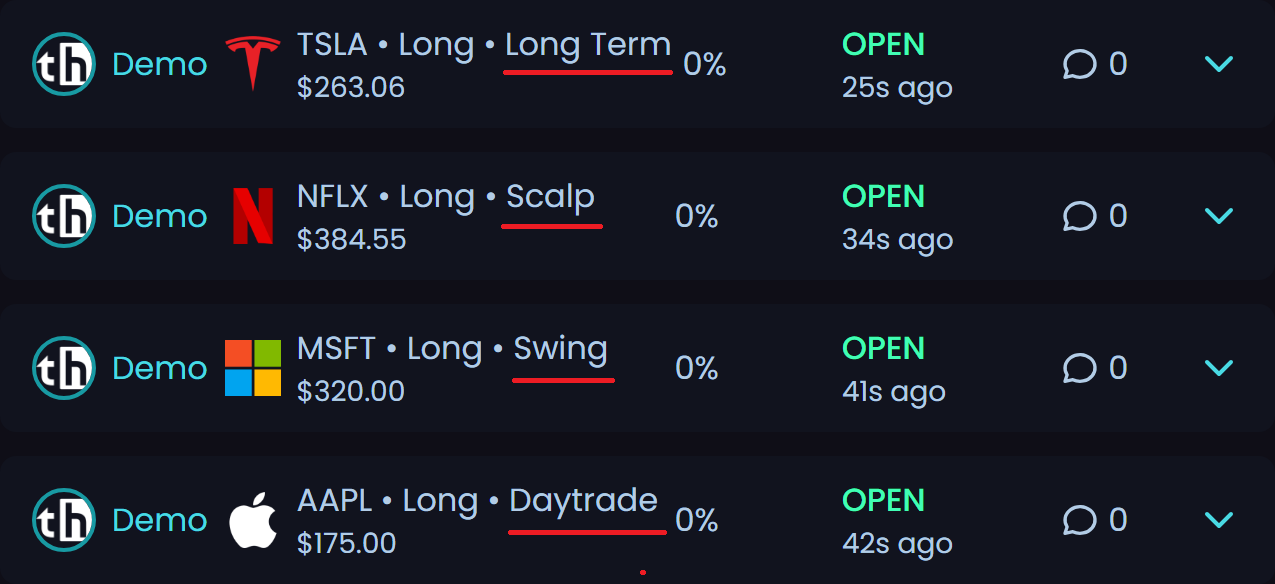 th Demo TSLA • Long • Long Term 0% OPEN 0
$263.06 25s ago
th Demo NFLX • Long • Scalp 0% OPEN 0
$384.55 34s ago
th Demo MSFT • Long • Swing 0% OPEN 0
$320.00 41s ago
th Demo AAPL • Long • Daytrade 0% OPEN 0
$175.00 42s ago